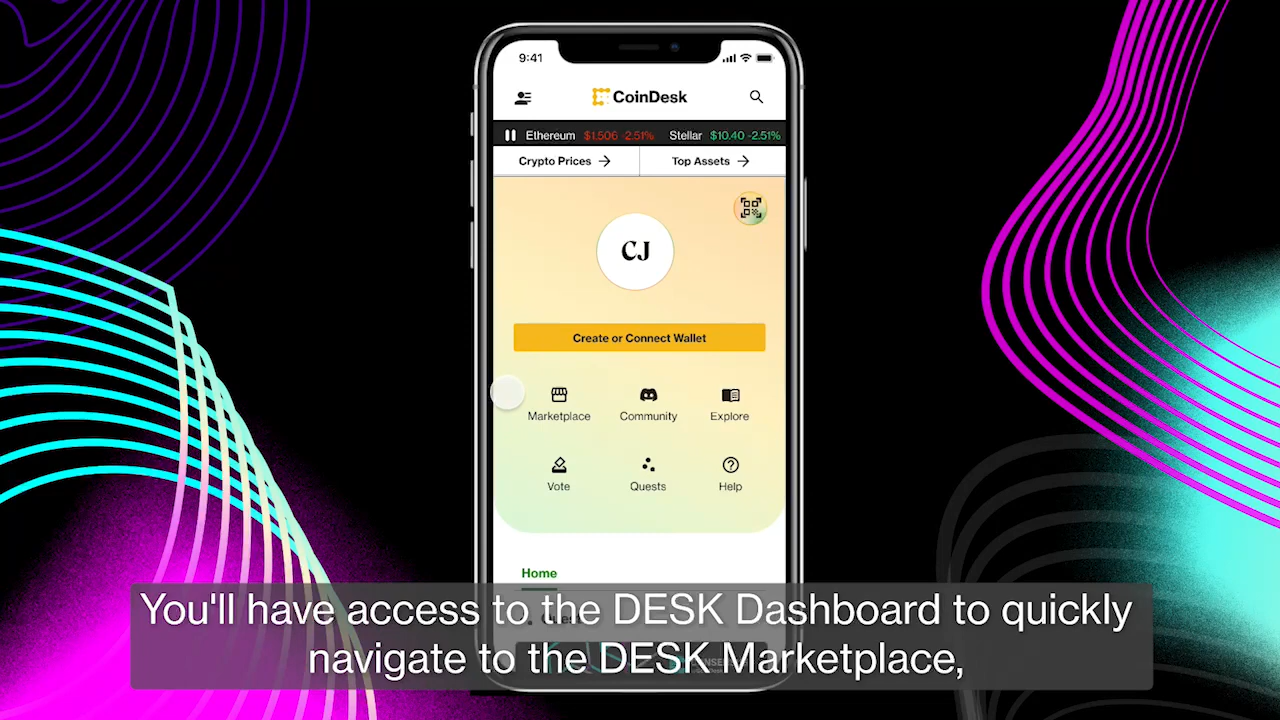 9:41
CoinDesk
Ethereum $1.506 -2.51% Stellar $10.40 -2.51%
Crypto Prices → Top Assets →
CJ
Create or Connect Wallet
Marketplace Community Explore
Vote Quests Help
Home
You'll have access to the DESK Dashboard to quickly
navigate to the DESK Marketplace,